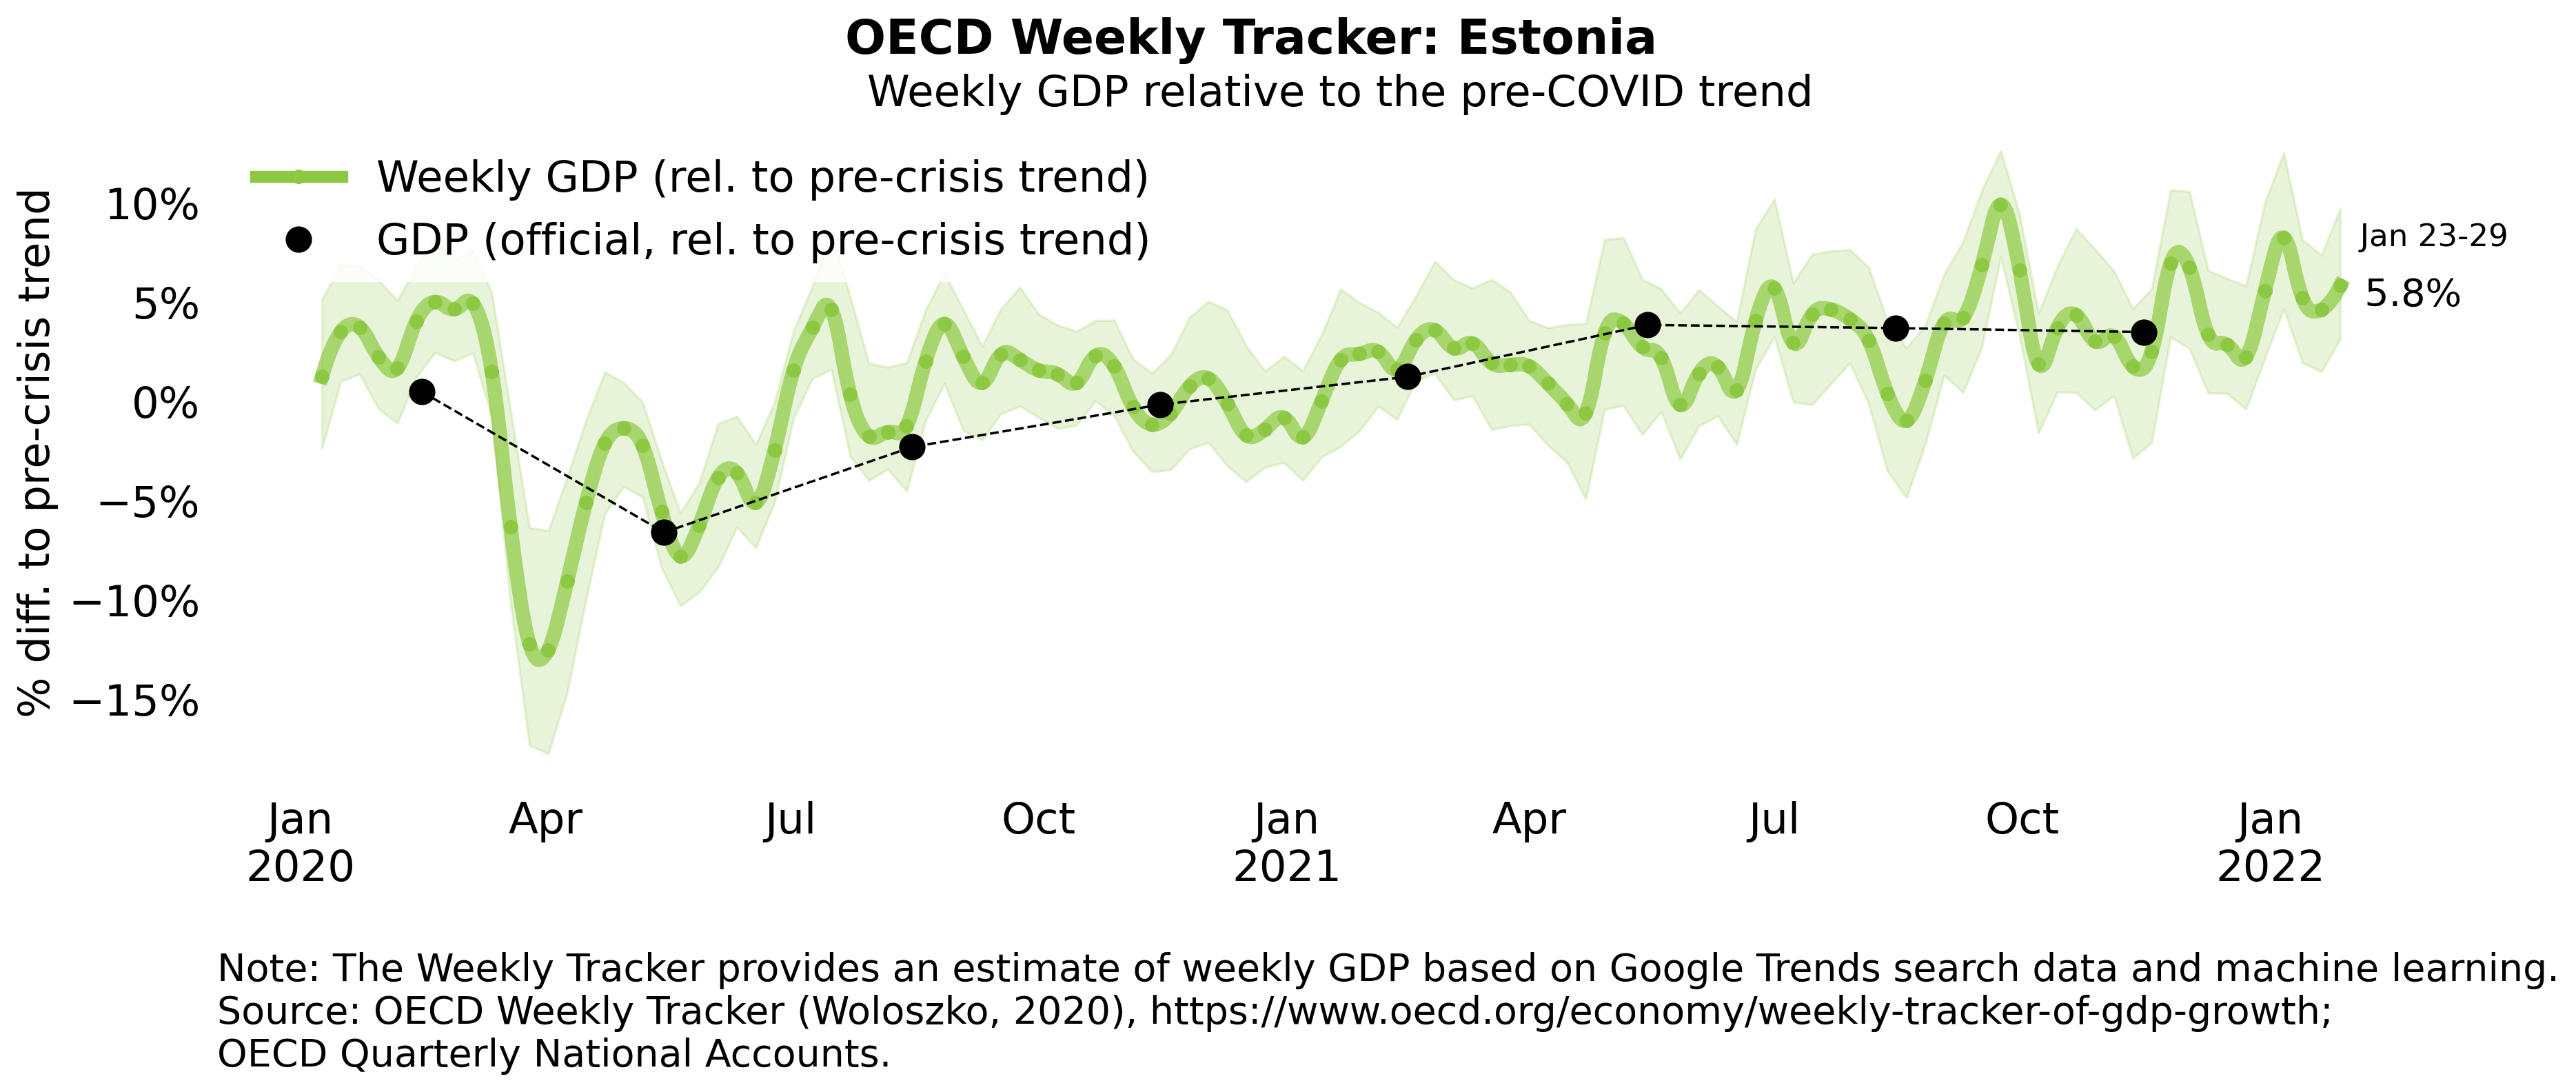 OECD Weekly Tracker: Estonia
Weekly GDP relative to the pre-COVID trend
Weekly GDP (rel. to pre-crisis trend)
GDP (official, rel. to pre-crisis trend)
% diff. to pre-crisis trend
10%
5%
0%
−5%
−10%
−15%
Jan 23-29
5.8%
Jan Apr Jul Oct Jan Apr Jul Oct Jan
2020 2021 2022
Note: The Weekly Tracker provides an estimate of weekly GDP based on Google Trends search data and machine learning.
Source: OECD Weekly Tracker (Woloszko, 2020), https://www.oecd.org/economy/weekly-tracker-of-gdp-growth;
OECD Quarterly National Accounts.